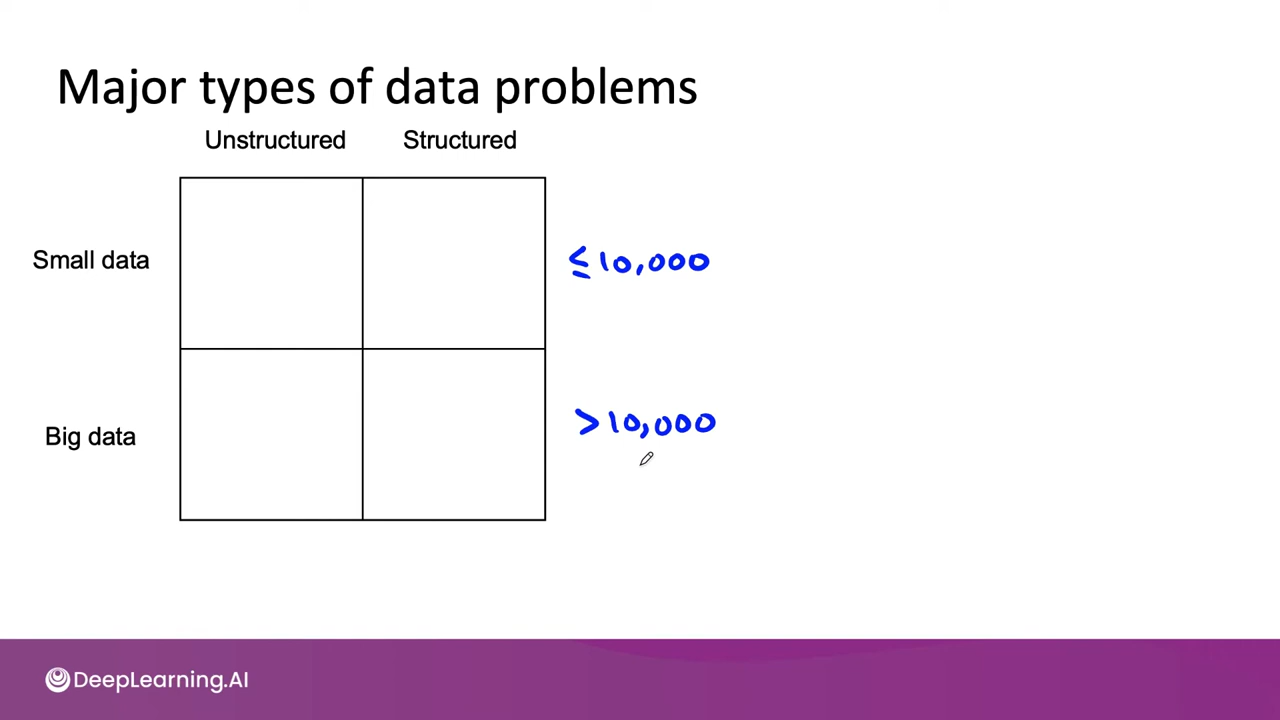 Major types of data problems
Unstructured Structured
Small data ≤10,000
Big data >10,000
DeepLearning.AI